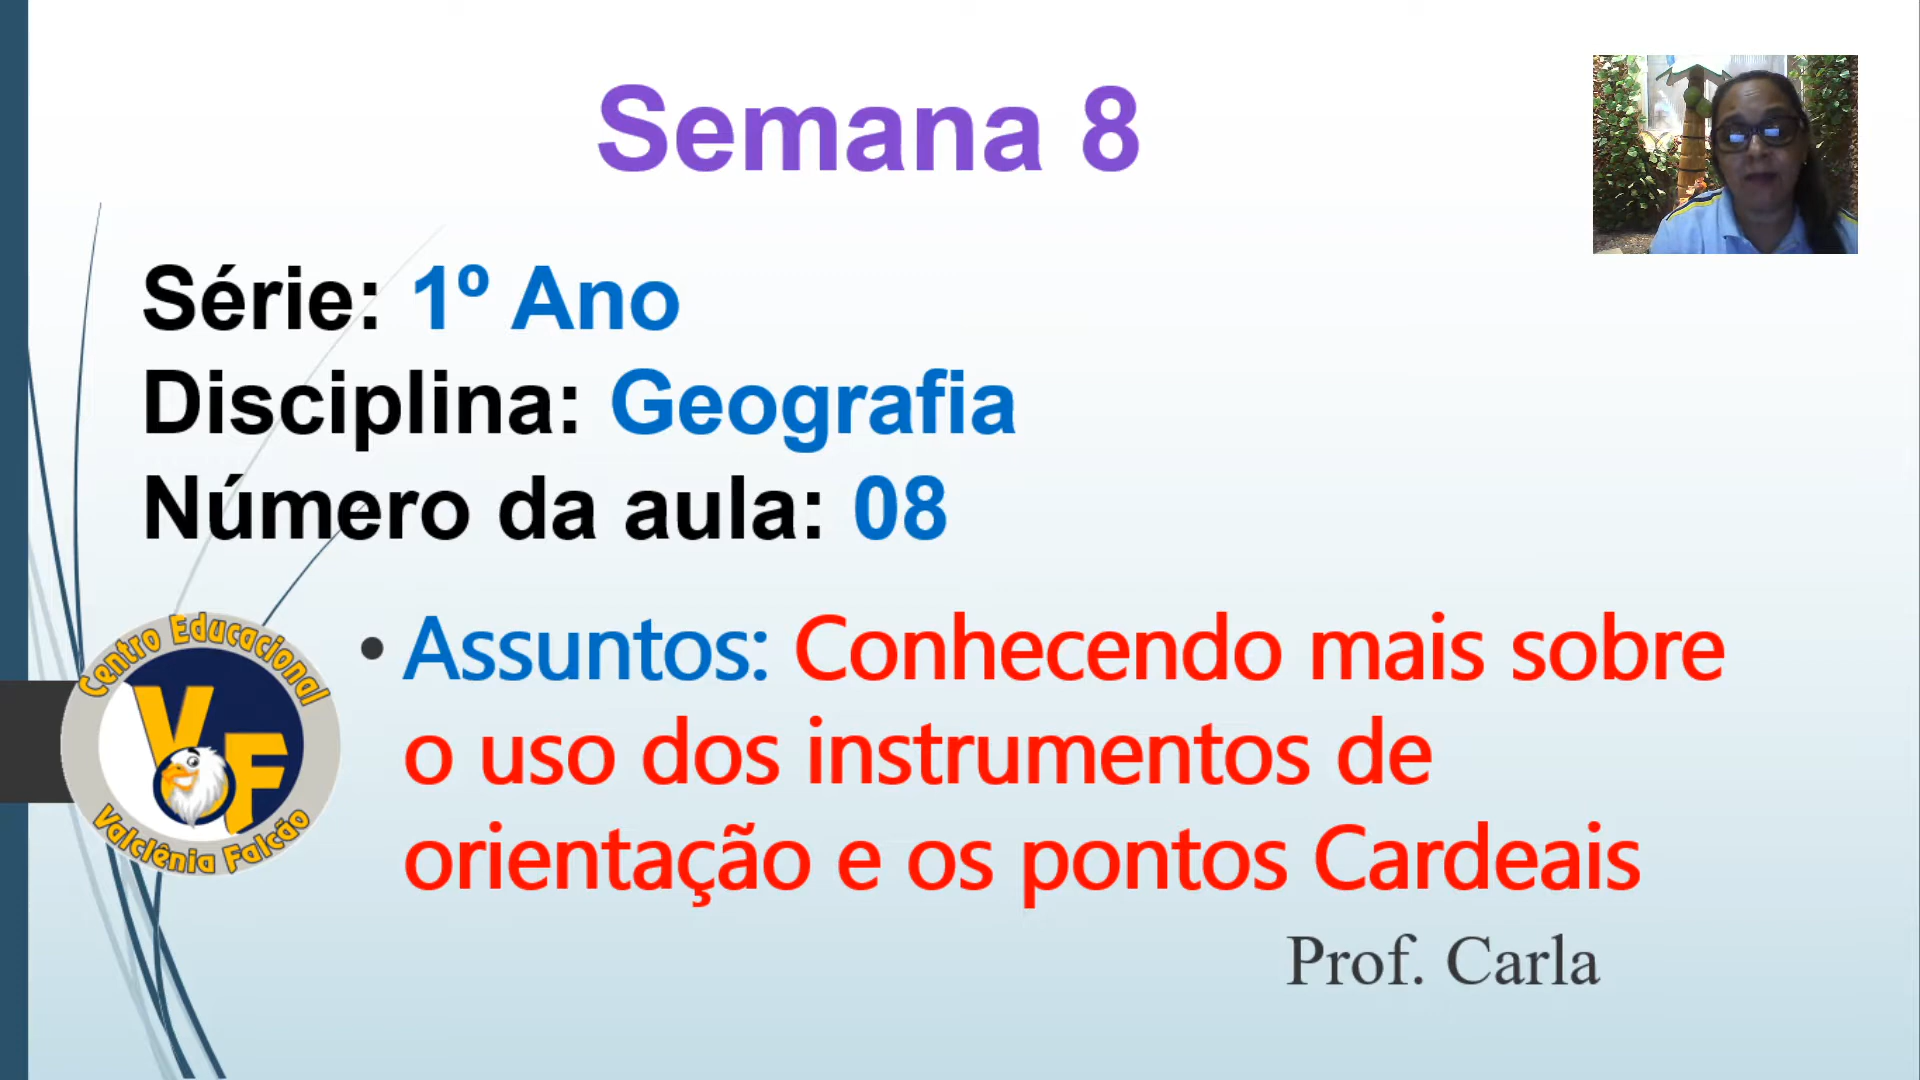 Semana 8
Série: 1º Ano
Disciplina: Geografia
Número da aula: 08
Centro Educacional
VF
Valclênia Falcão
• Assuntos: Conhecendo mais sobre
o uso dos instrumentos de
orientação e os pontos Cardeais
Prof. Carla